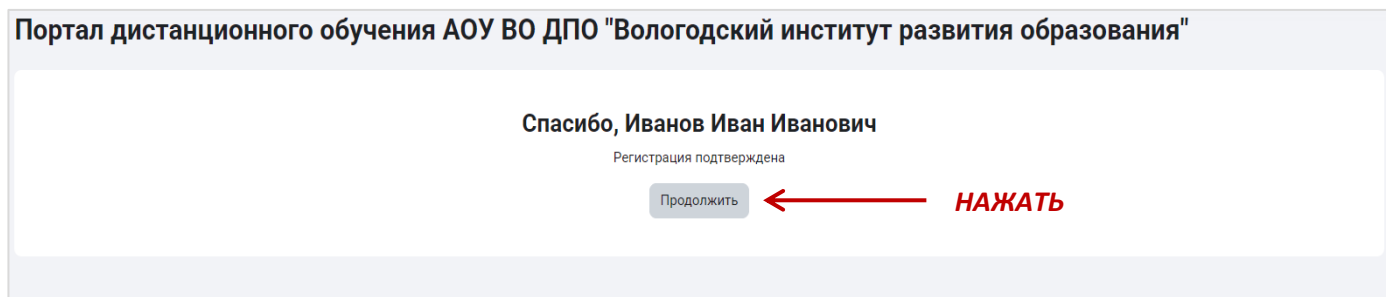 Портал дистанционного обучения АОУ ВО ДПО "Вологодский институт развития образования"
Спасибо, Иванов Иван Иванович
Регистрация подтверждена
Продолжить НАЖАТЬ